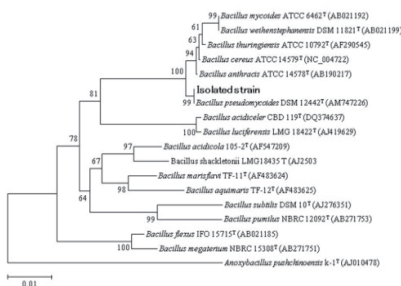 99
Bacillus mycoides ATCC 6462ᵀ (AB021192)
61
Bacillus weihenstephanensis DSM 11821ᵀ (AB021199)
63
Bacillus thuringiensis ATCC 10792ᵀ (AF290545)
94
Bacillus cereus ATCC 14579ᵀ (NC_004722)
Bacillus anthracis ATCC 14578ᵀ (AB190217)
100
Isolated strain
99
Bacillus pseudomycoides DSM 12442ᵀ (AM747226)
81
Bacillus acidiceler CBD 119ᵀ (DQ374637)
100
Bacillus luciferensis LMG 18422ᵀ (AJ419629)
78
97
Bacillus acidicola 105-2ᵀ (AF547209)
67
Bacillus shackletonii LMG18435 T (AJ2503
Bacillus marisflavi TF-11ᵀ (AF483624)
64
98
Bacillus aquimaris TF-12ᵀ (AF483625)
Bacillus subtilis DSM 10ᵀ (AJ276351)
99
Bacillus pumilus NBRC 12092ᵀ (AB271753)
Bacillus flexus IFO 15715ᵀ (AB021185)
100
Bacillus megaterium NBRC 15308ᵀ (AB271751)
Anoxybacillus pushchinoensis k-1ᵀ (AJ010478)
0.01